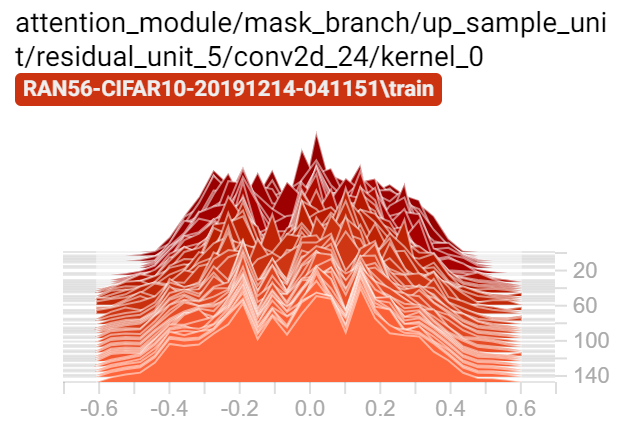 attention_module/mask_branch/up_sample_uni
t/residual_unit_5/conv2d_24/kernel_0
RAN56-CIFAR10-20191214-041151\train
20
60
100
140
-0.6 -0.4 -0.2 0.0 0.2 0.4 0.6